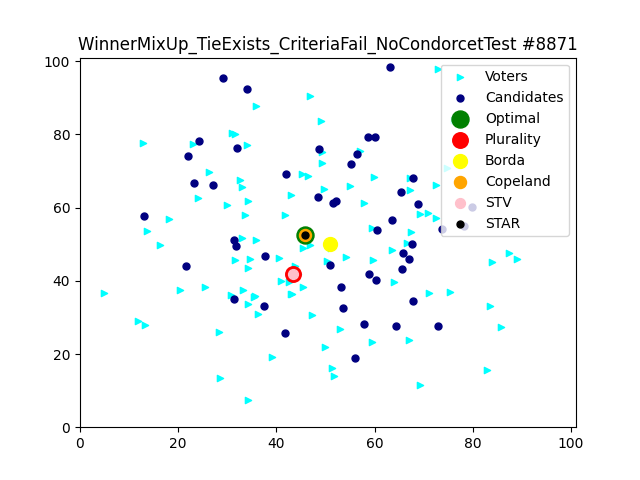 WinnerMixUp_TieExists_CriteriaFail_NoCondorcetTest #8871
100
80
60
40
20
0
0
20
40
60
80
100
Voters
Candidates
Optimal
Plurality
Borda
Copeland
STV
STAR